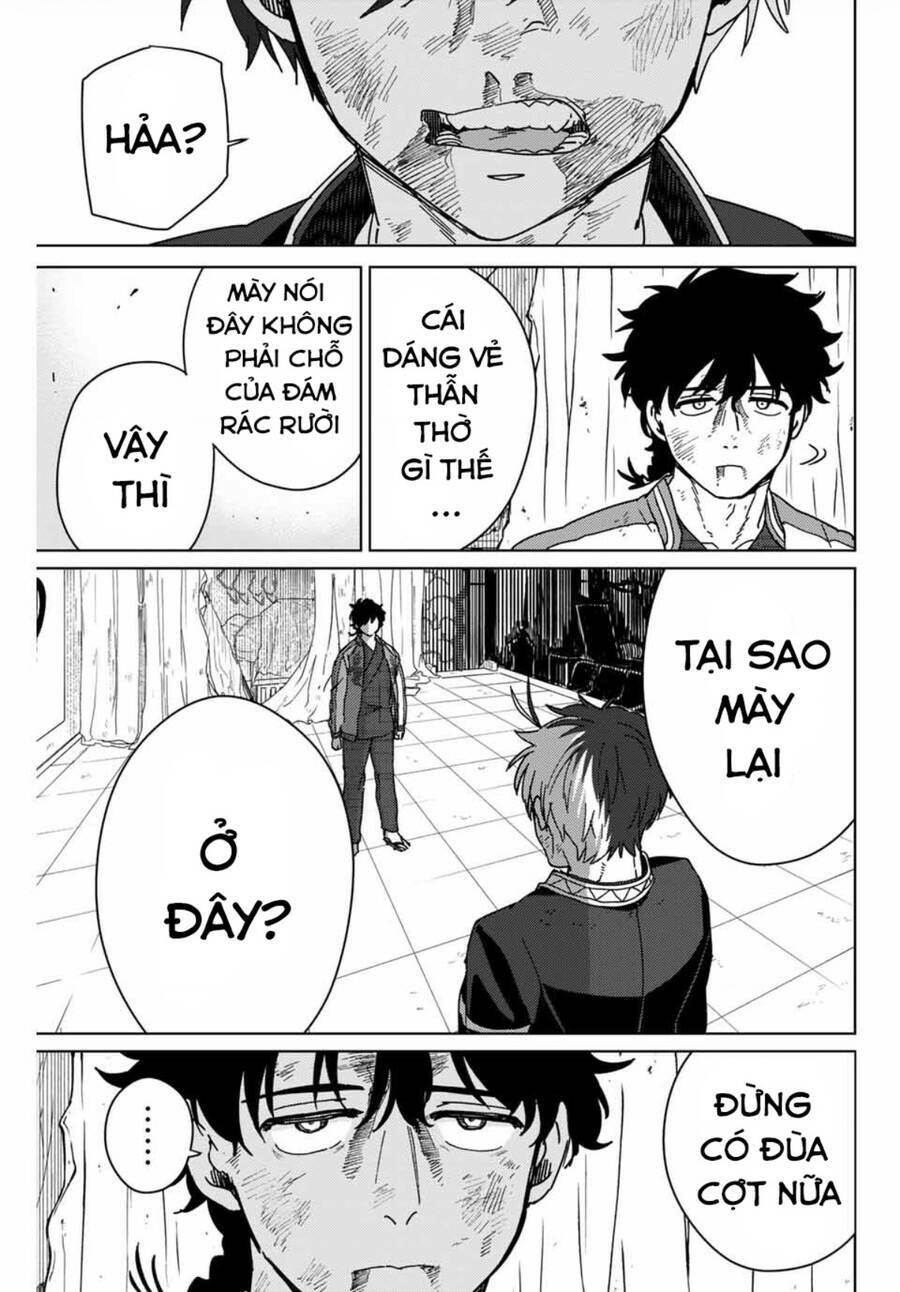 HẢA?
CÁI
DÁNG VẺ
THẪN
THỜ
GÌ THẾ
...
MÀY NÓI
ĐÂY KHÔNG
PHẢI CHỖ
CỦA ĐÁM
RÁC RƯỜI
VẬY
THÌ
TẠI SAO
MÀY
LẠI
Ở
ĐÂY?
ĐỪNG
CÓ ĐÙA
CỢT NỮA
......